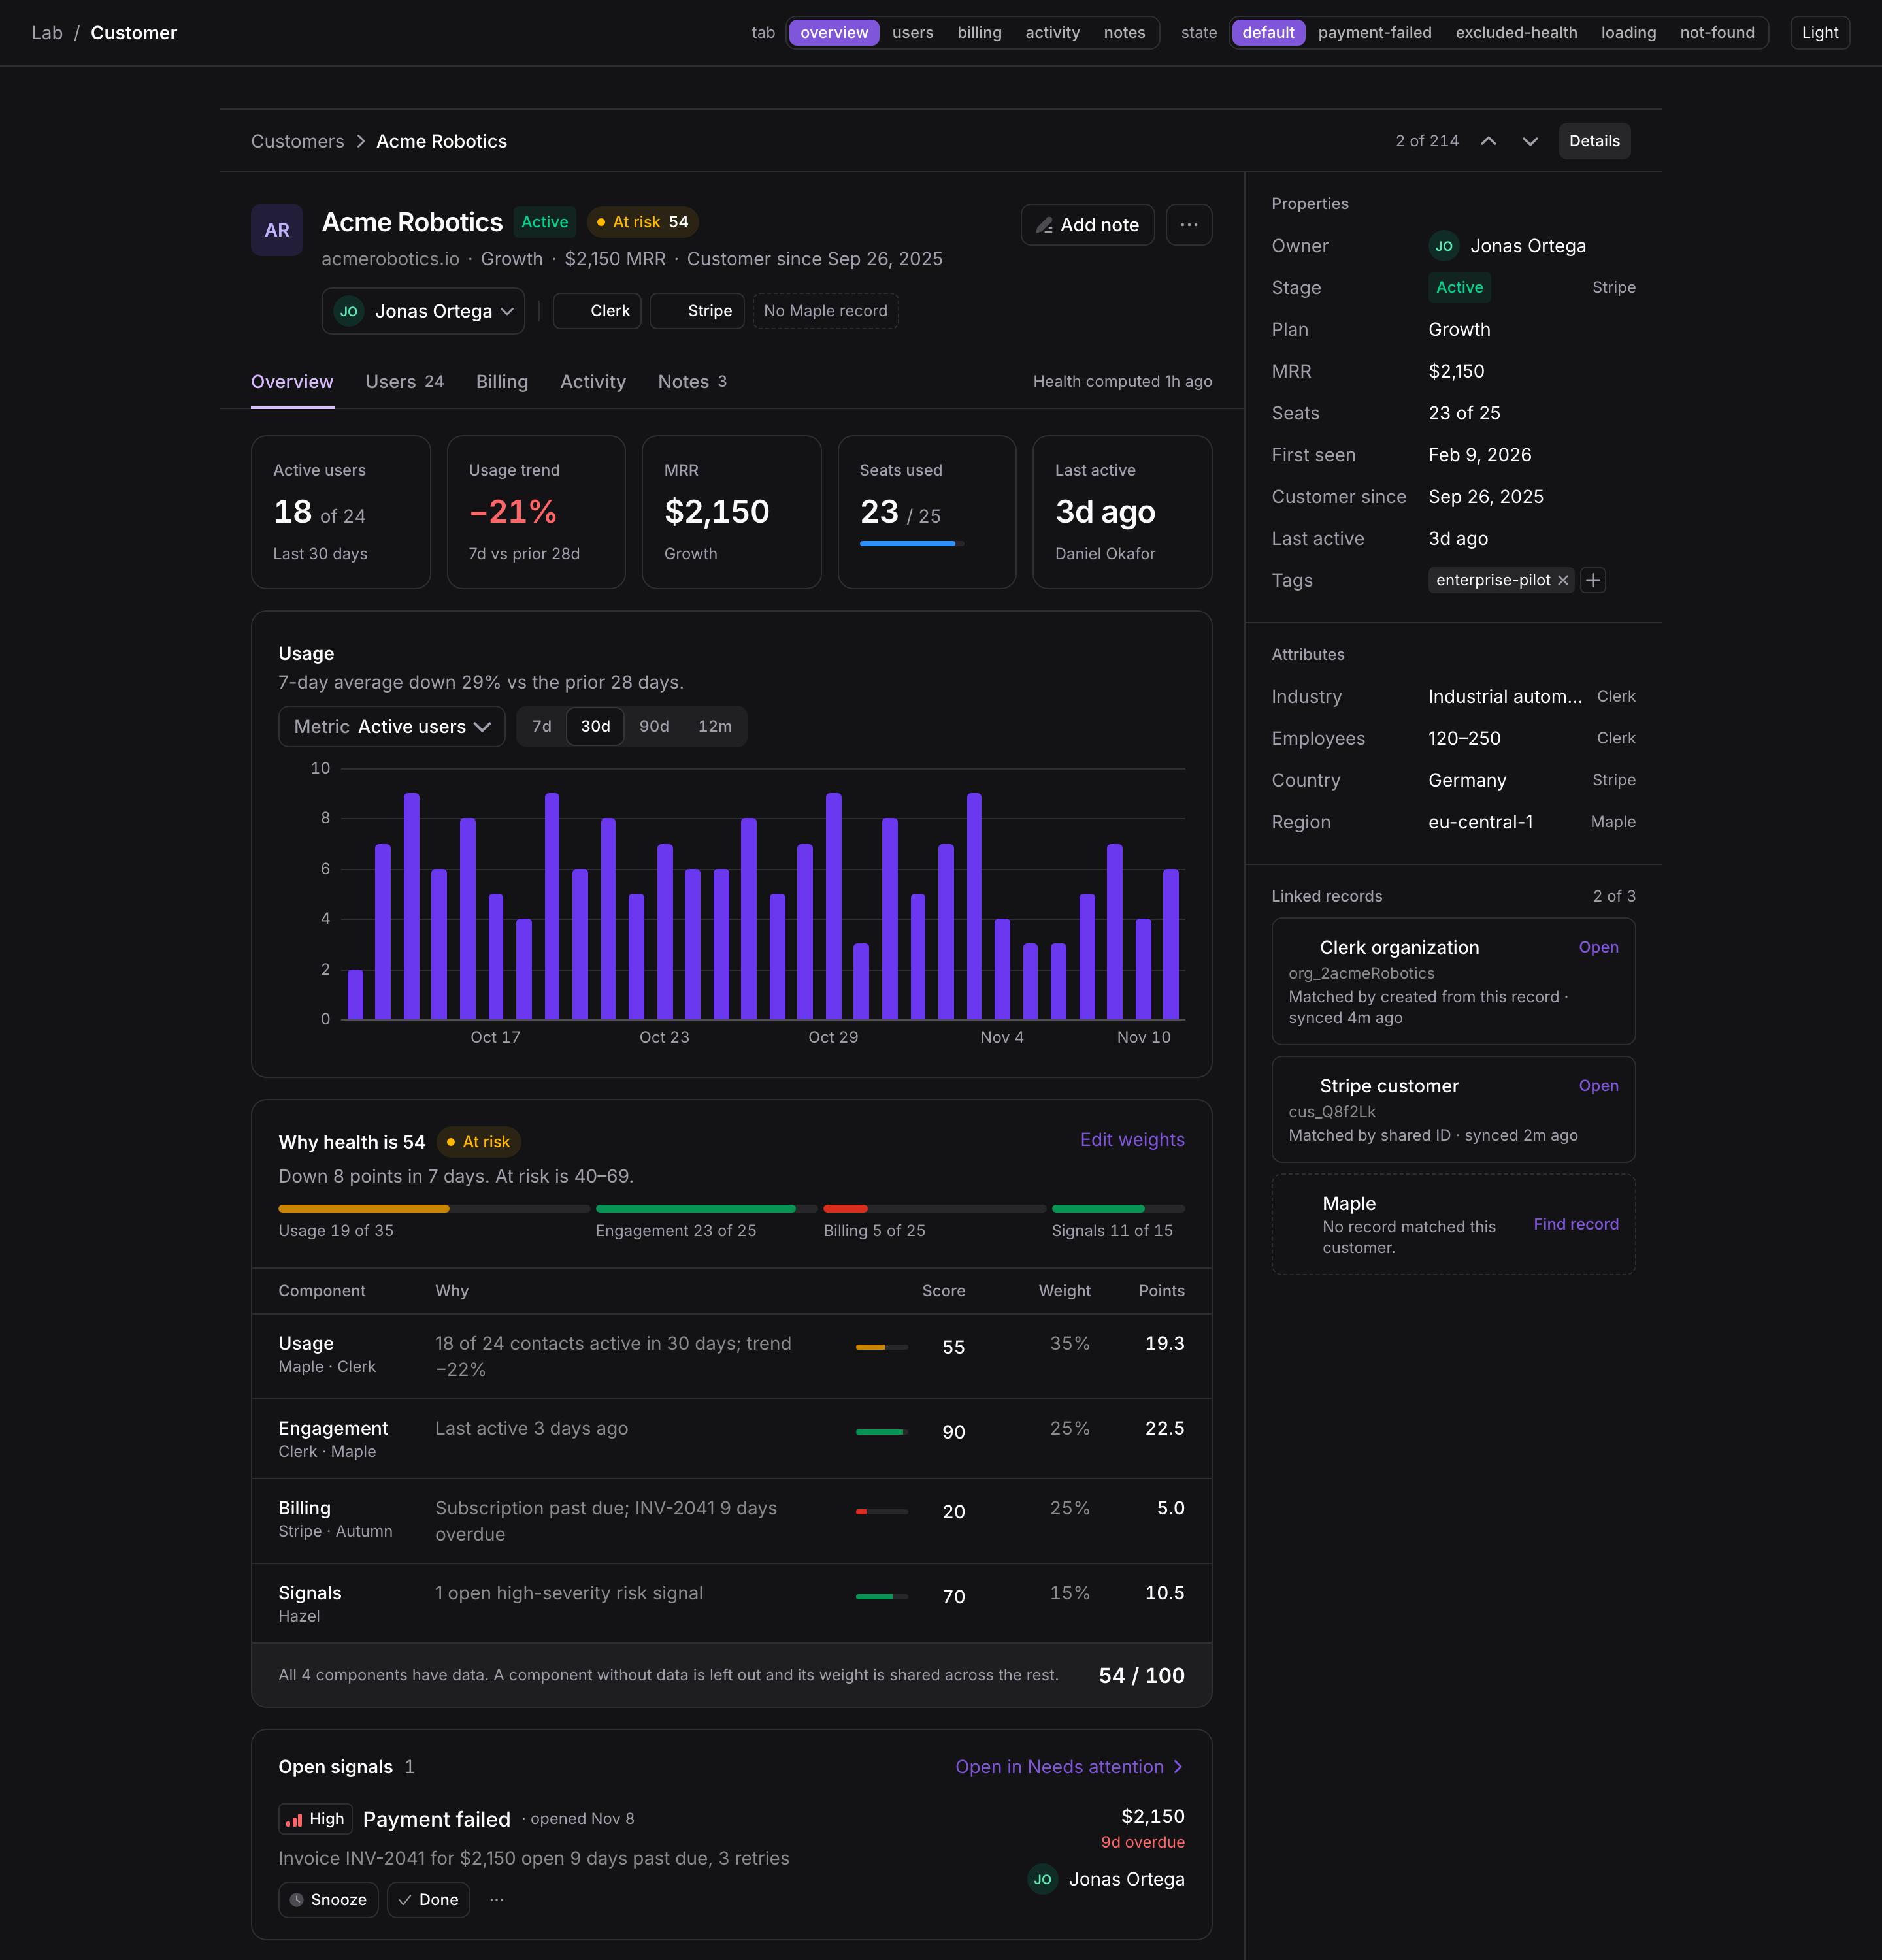 Lab / Customer
tab overview users billing activity notes state default payment-failed excluded-health loading not-found Light
Customers > Acme Robotics
2 of 214 Details
AR
Acme Robotics Active At risk 54
acmerobotics.io · Growth · $2,150 MRR · Customer since Sep 26, 2025
Add note ...
JO Jonas Ortega Clerk Stripe No Maple record
Overview Users 24 Billing Activity Notes 3
Health computed 1h ago
Active users
18 of 24
Last 30 days
Usage trend
−21%
7d vs prior 28d
MRR
$2,150
Growth
Seats used
23 / 25
Last active
3d ago
Daniel Okafor
Usage
7-day average down 29% vs the prior 28 days.
Metric Active users 7d 30d 90d 12m
10
8
6
4
2
0
Oct 17 Oct 23 Oct 29 Nov 4 Nov 10
Why health is 54 At risk
Edit weights
Down 8 points in 7 days. At risk is 40–69.
Usage 19 of 35 Engagement 23 of 25 Billing 5 of 25 Signals 11 of 15
Component Why Score Weight Points
Usage
Maple · Clerk
18 of 24 contacts active in 30 days; trend
−22%
55 35% 19.3
Engagement
Clerk · Maple
Last active 3 days ago
90 25% 22.5
Billing
Stripe · Autumn
Subscription past due; INV-2041 9 days
overdue
20 25% 5.0
Signals
Hazel
1 open high-severity risk signal
70 15% 10.5
All 4 components have data. A component without data is left out and its weight is shared across the rest. 54 / 100
Open signals 1
Open in Needs attention >
High Payment failed · opened Nov 8
Invoice INV-2041 for $2,150 open 9 days past due, 3 retries
Snooze Done ...
$2,150
9d overdue
JO Jonas Ortega
Properties
Owner JO Jonas Ortega
Stage Active Stripe
Plan Growth
MRR $2,150
Seats 23 of 25
First seen Feb 9, 2026
Customer since Sep 26, 2025
Last active 3d ago
Tags enterprise-pilot × +
Attributes
Industry Industrial autom... Clerk
Employees 120–250 Clerk
Country Germany Stripe
Region eu-central-1 Maple
Linked records 2 of 3
Clerk organization Open
org_2acmeRobotics
Matched by created from this record ·
synced 4m ago
Stripe customer Open
cus_Q8f2Lk
Matched by shared ID · synced 2m ago
Maple
No record matched this
customer.
Find record